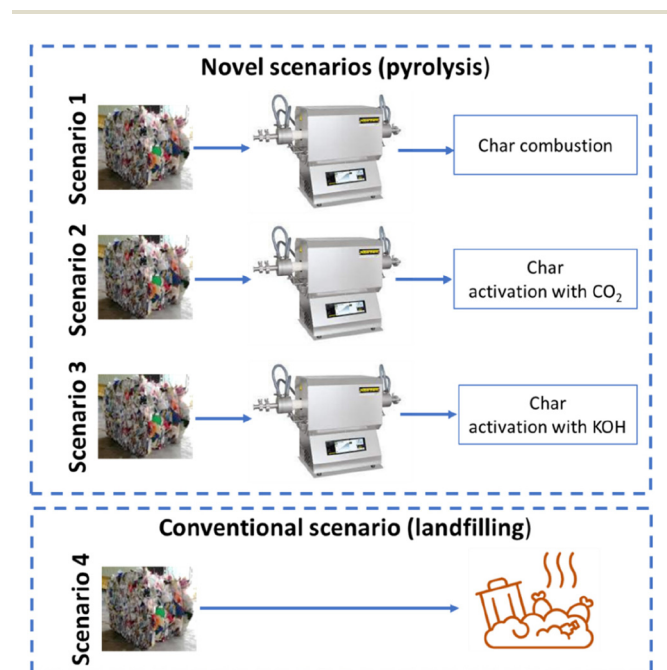 Novel scenarios (pyrolysis)
Scenario 1
Char combustion
Scenario 2
Char
activation with CO₂
Scenario 3
Char
activation with KOH
Conventional scenario (landfilling)
Scenario 4